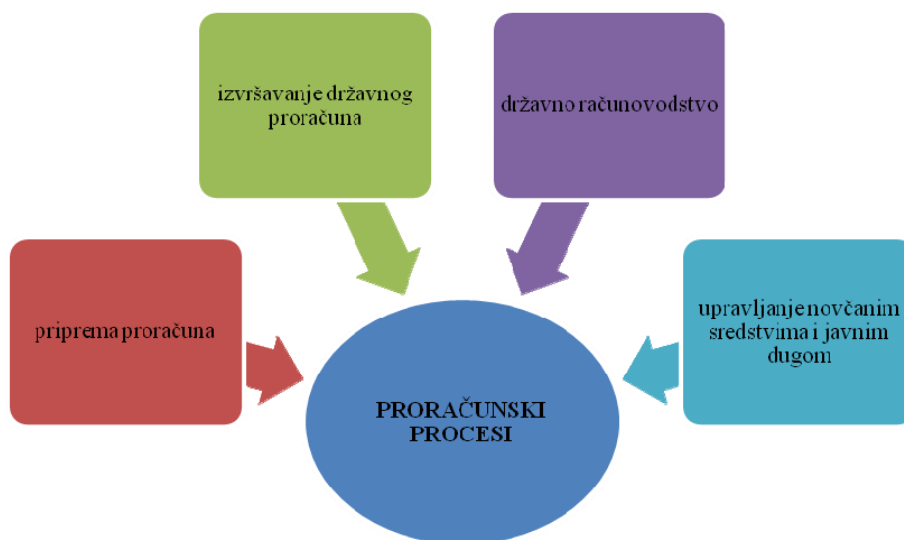 izvršavanje državnog
proračuna
državno računovodstvo
priprema proračuna
upravljanje novčanim
sredstvima i javnim
dugom
PRORAČUNSKI
PROCESI